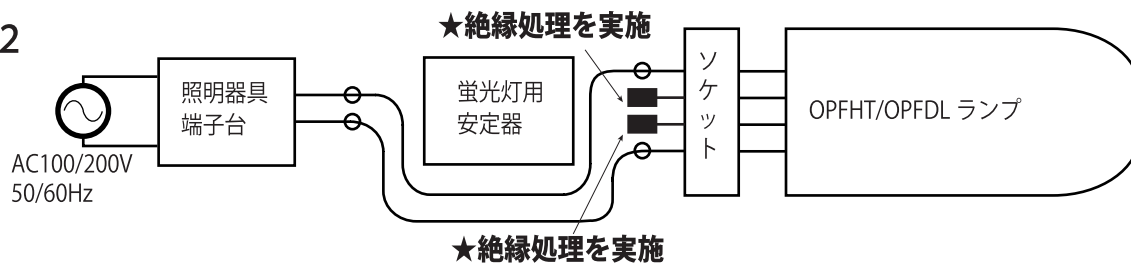 2
★絶縁処理を実施
照明器具
端子台
蛍光灯用
安定器
ソケット
OPFHT/OPFDL ランプ
AC100/200V
50/60Hz
★絶縁処理を実施